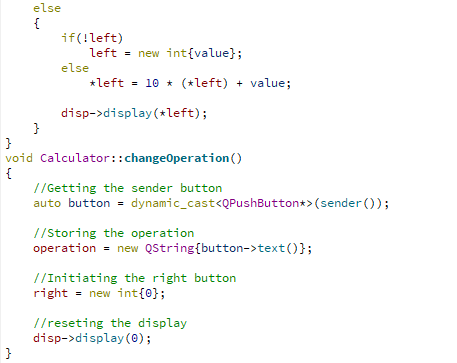 else
{
if(!left)
left = new int{value};
else
*left = 10 * (*left) + value;
disp->display(*left);
}
}
void Calculator::changeOperation()
{
//Getting the sender button
auto button = dynamic_cast<QPushButton*>(sender());
//Storing the operation
operation = new QString{button->text()};
//Initiating the right button
right = new int{0};
//reseting the display
disp->display(0);
}